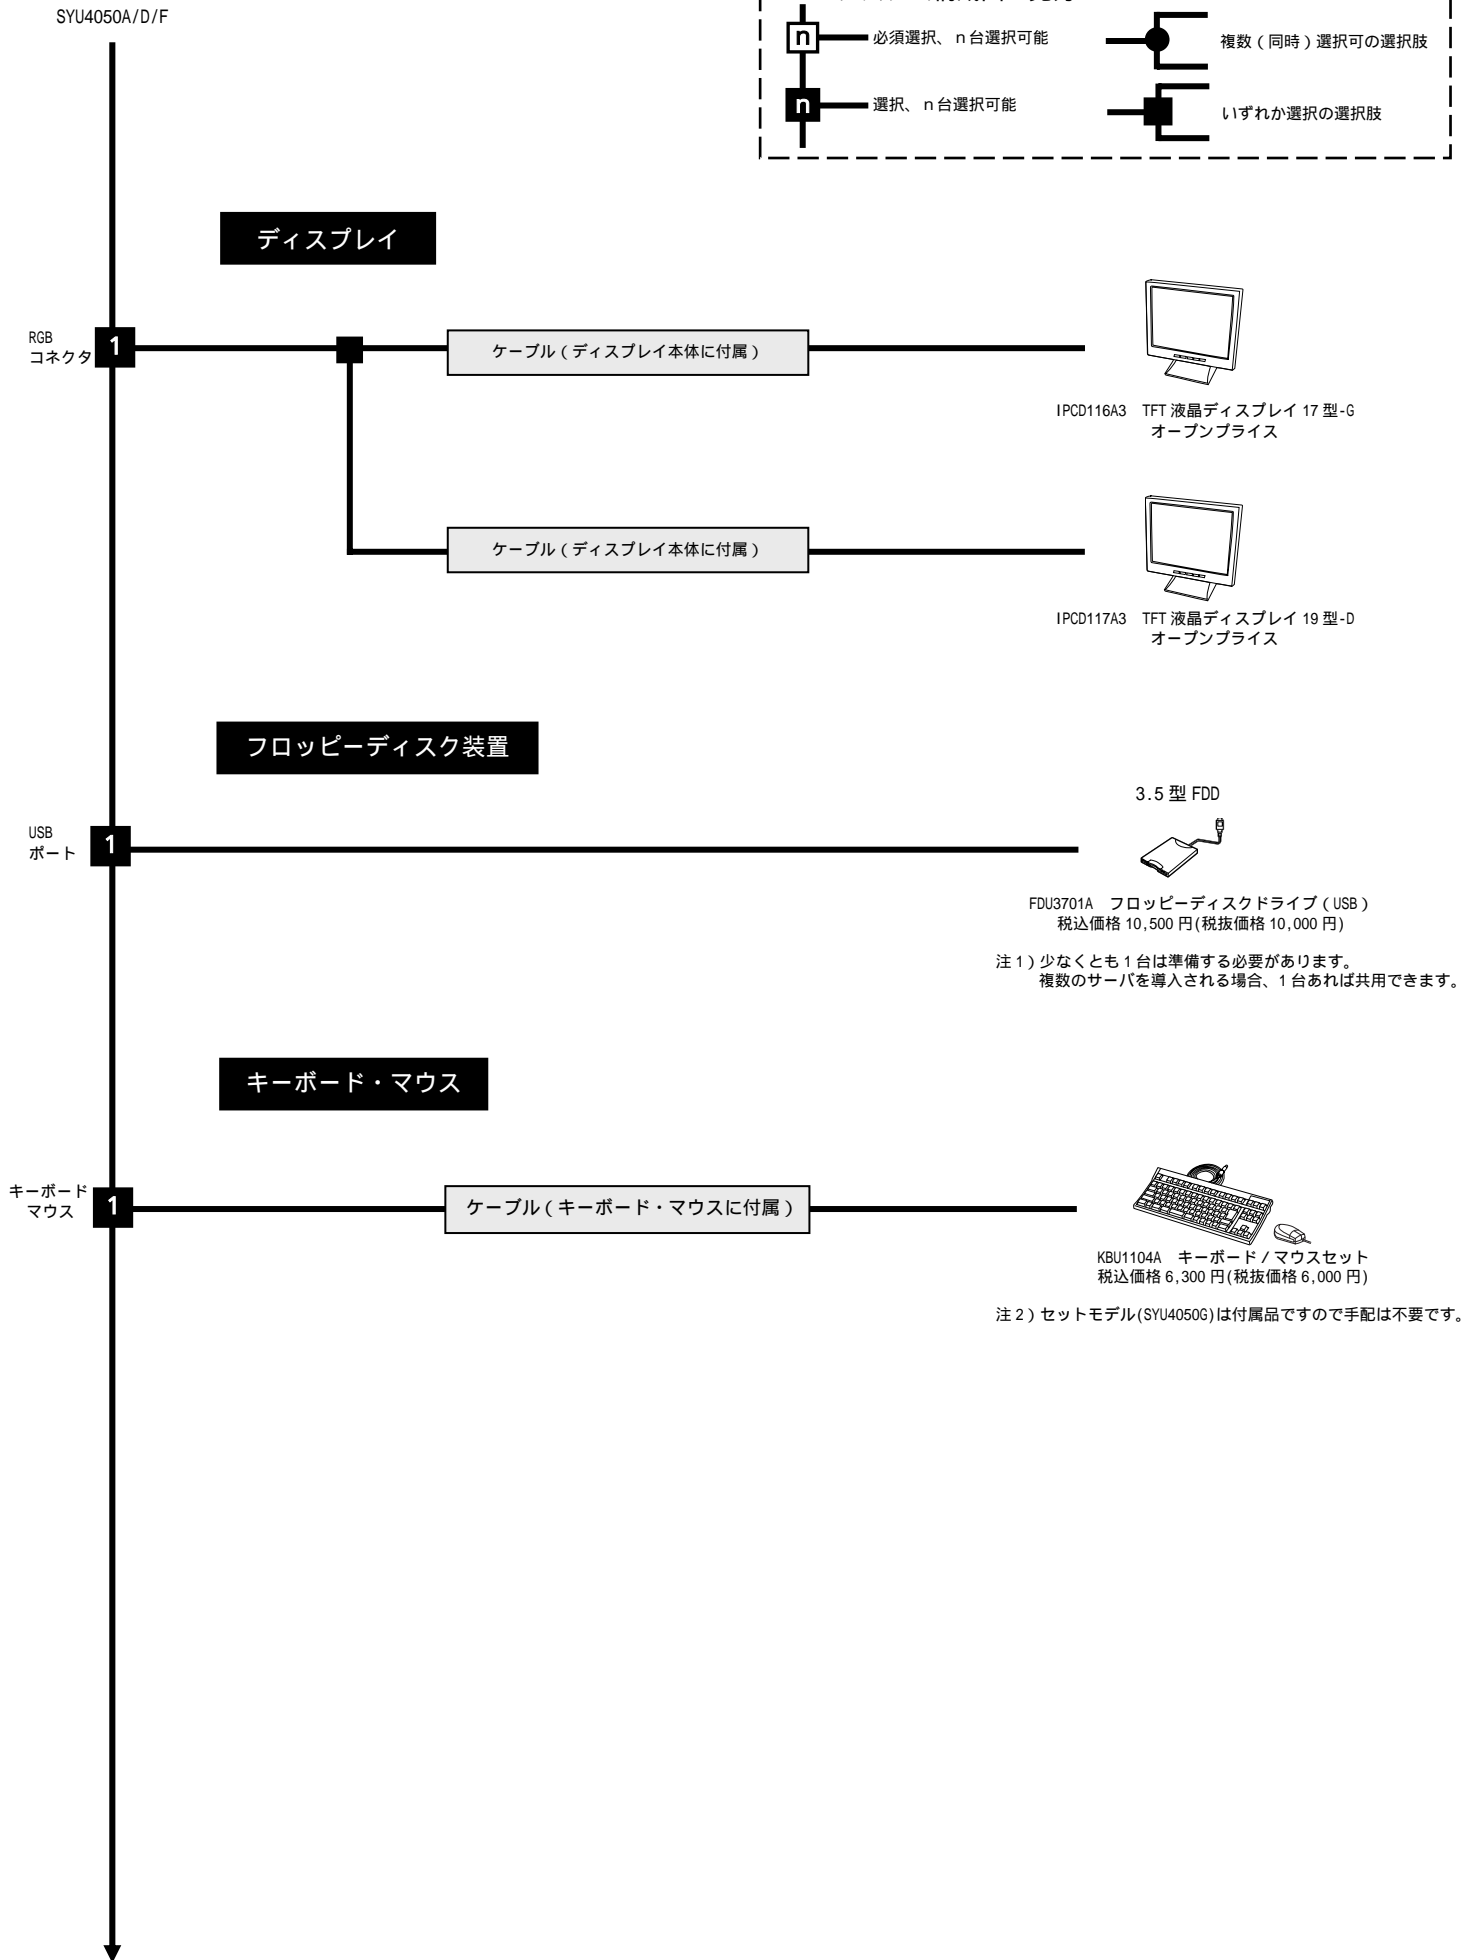 SYU4050A/D/F
n
必須選択、n台選択可能
複数(同時)選択可の選択肢
n
選択、n台選択可能
いずれか選択の選択肢
ディスプレイ
RGB
コネクタ
1
ケーブル(ディスプレイ本体に付属)
IPCD116A3 TFT液晶ディスプレイ17型-G
オープンプライス
ケーブル(ディスプレイ本体に付属)
IPCD117A3 TFT液晶ディスプレイ19型-D
オープンプライス
フロッピーディスク装置
3.5型FDD
USB
ポート
1
FDU3701A フロッピーディスクドライブ(USB)
税込価格10,500円(税抜価格10,000円)
注1)少なくとも1台は準備する必要があります。
複数のサーバを導入される場合、1台あれば共用できます。
キーボード・マウス
キーボード
マウス
1
ケーブル(キーボード・マウスに付属)
KBU1104A キーボード/マウスセット
税込価格6,300円(税抜価格6,000円)
注2)セットモデル(SYU4050G)は付属品ですので手配は不要です。